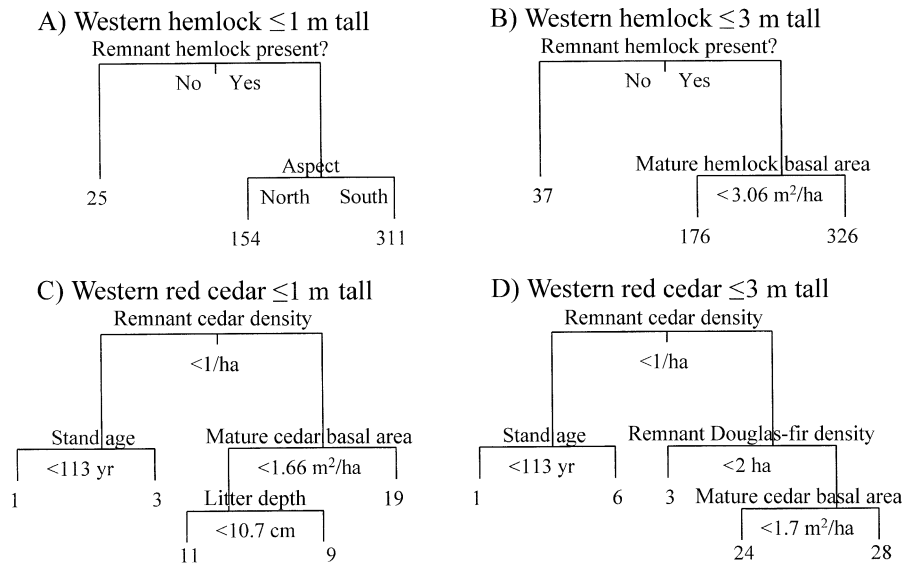 A) Western hemlock ≤1 m tall
Remnant hemlock present?
No Yes
Aspect
25 North South
154 311
B) Western hemlock ≤3 m tall
Remnant hemlock present?
No Yes
Mature hemlock basal area
37 <3.06 m²/ha
176 326
C) Western red cedar ≤1 m tall
Remnant cedar density
<1/ha
Stand age Mature cedar basal area
<113 yr <1.66 m²/ha
1 3 Litter depth 19
<10.7 cm
11 9
D) Western red cedar ≤3 m tall
Remnant cedar density
<1/ha
Stand age Remnant Douglas-fir density
<113 yr <2 ha
1 6 3 Mature cedar basal area
<1.7 m²/ha
24 28